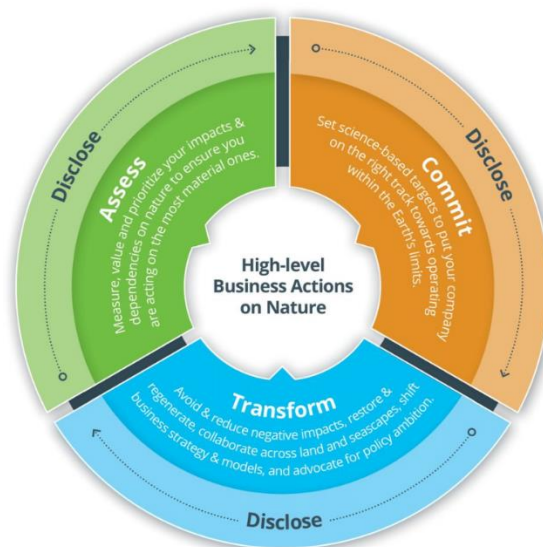 Disclose
Assess
Measure, value and prioritize your impacts &
dependencies on nature to ensure you
are acting on the most material ones.
Disclose
Commit
Set science-based targets to put your company
on the right track towards operating
within the Earth's limits.
High-level
Business Actions
on Nature
Transform
Avoid & reduce negative impacts, restore &
regenerate, collaborate across land and seascapes, shift
business strategy & models, and advocate for policy ambition.
Disclose